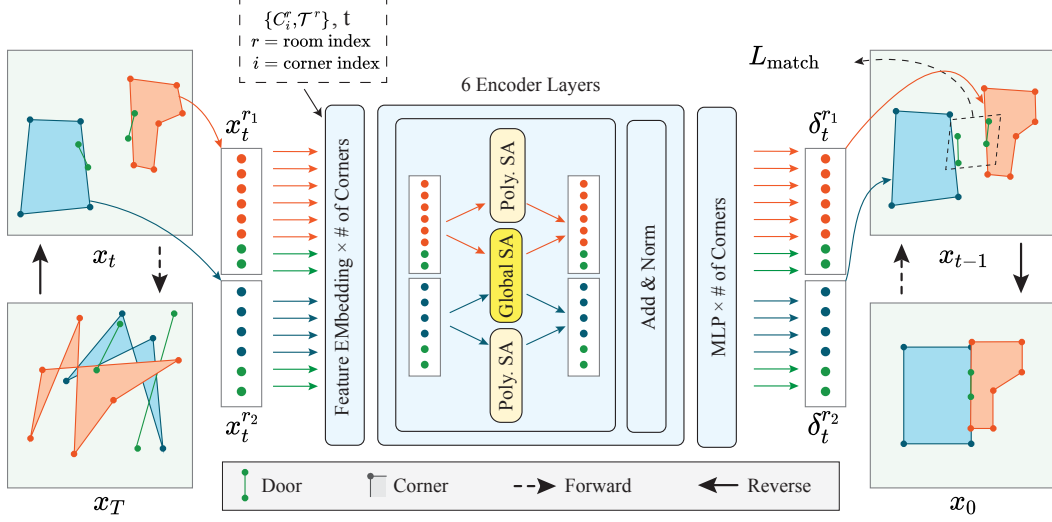 {C_i^r, 𝒯^r}, t
r = room index
i = corner index
6 Encoder Layers
L_match
x_t^{r_1}
δ_t^{r_1}
Feature EMbedding × # of Corners
Poly. SA
Global SA
Poly. SA
Add & Norm
MLP × # of Corners
x_t
x_{t−1}
x_t^{r_2}
δ_t^{r_2}
Door
Corner
Forward
Reverse
x_T
x_0